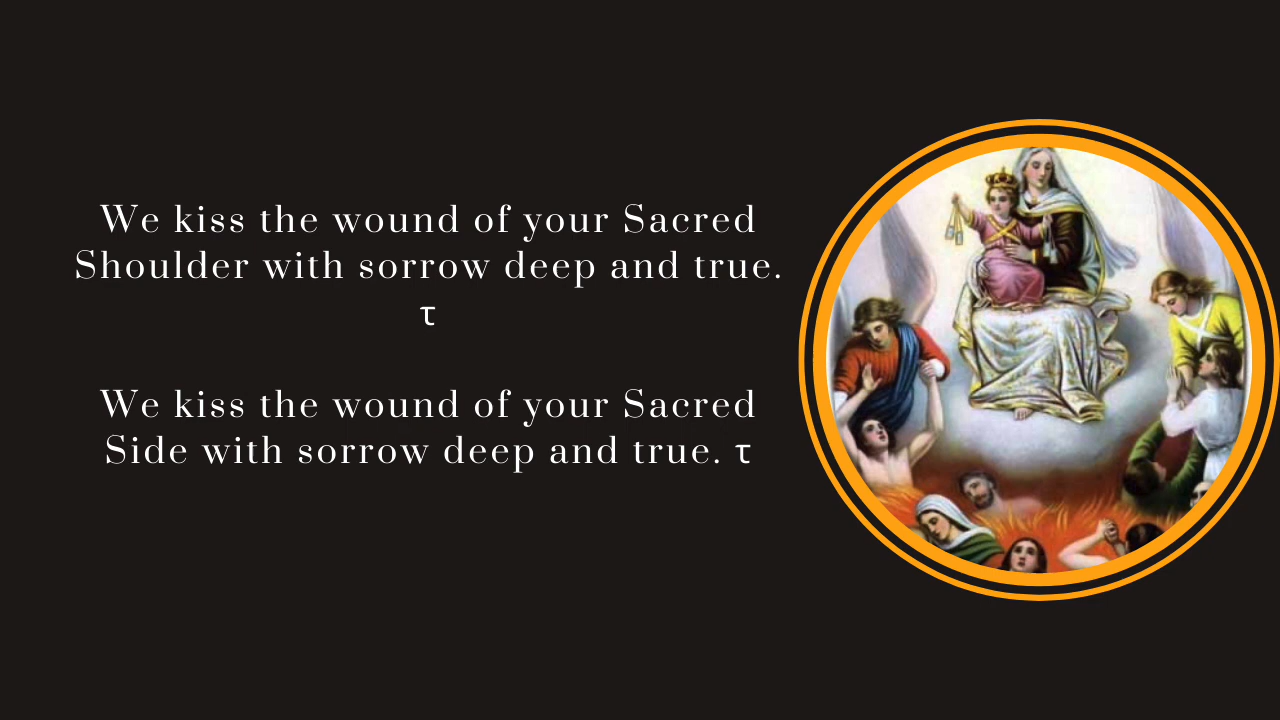 We kiss the wound of your Sacred
Shoulder with sorrow deep and true.
τ
We kiss the wound of your Sacred
Side with sorrow deep and true. τ